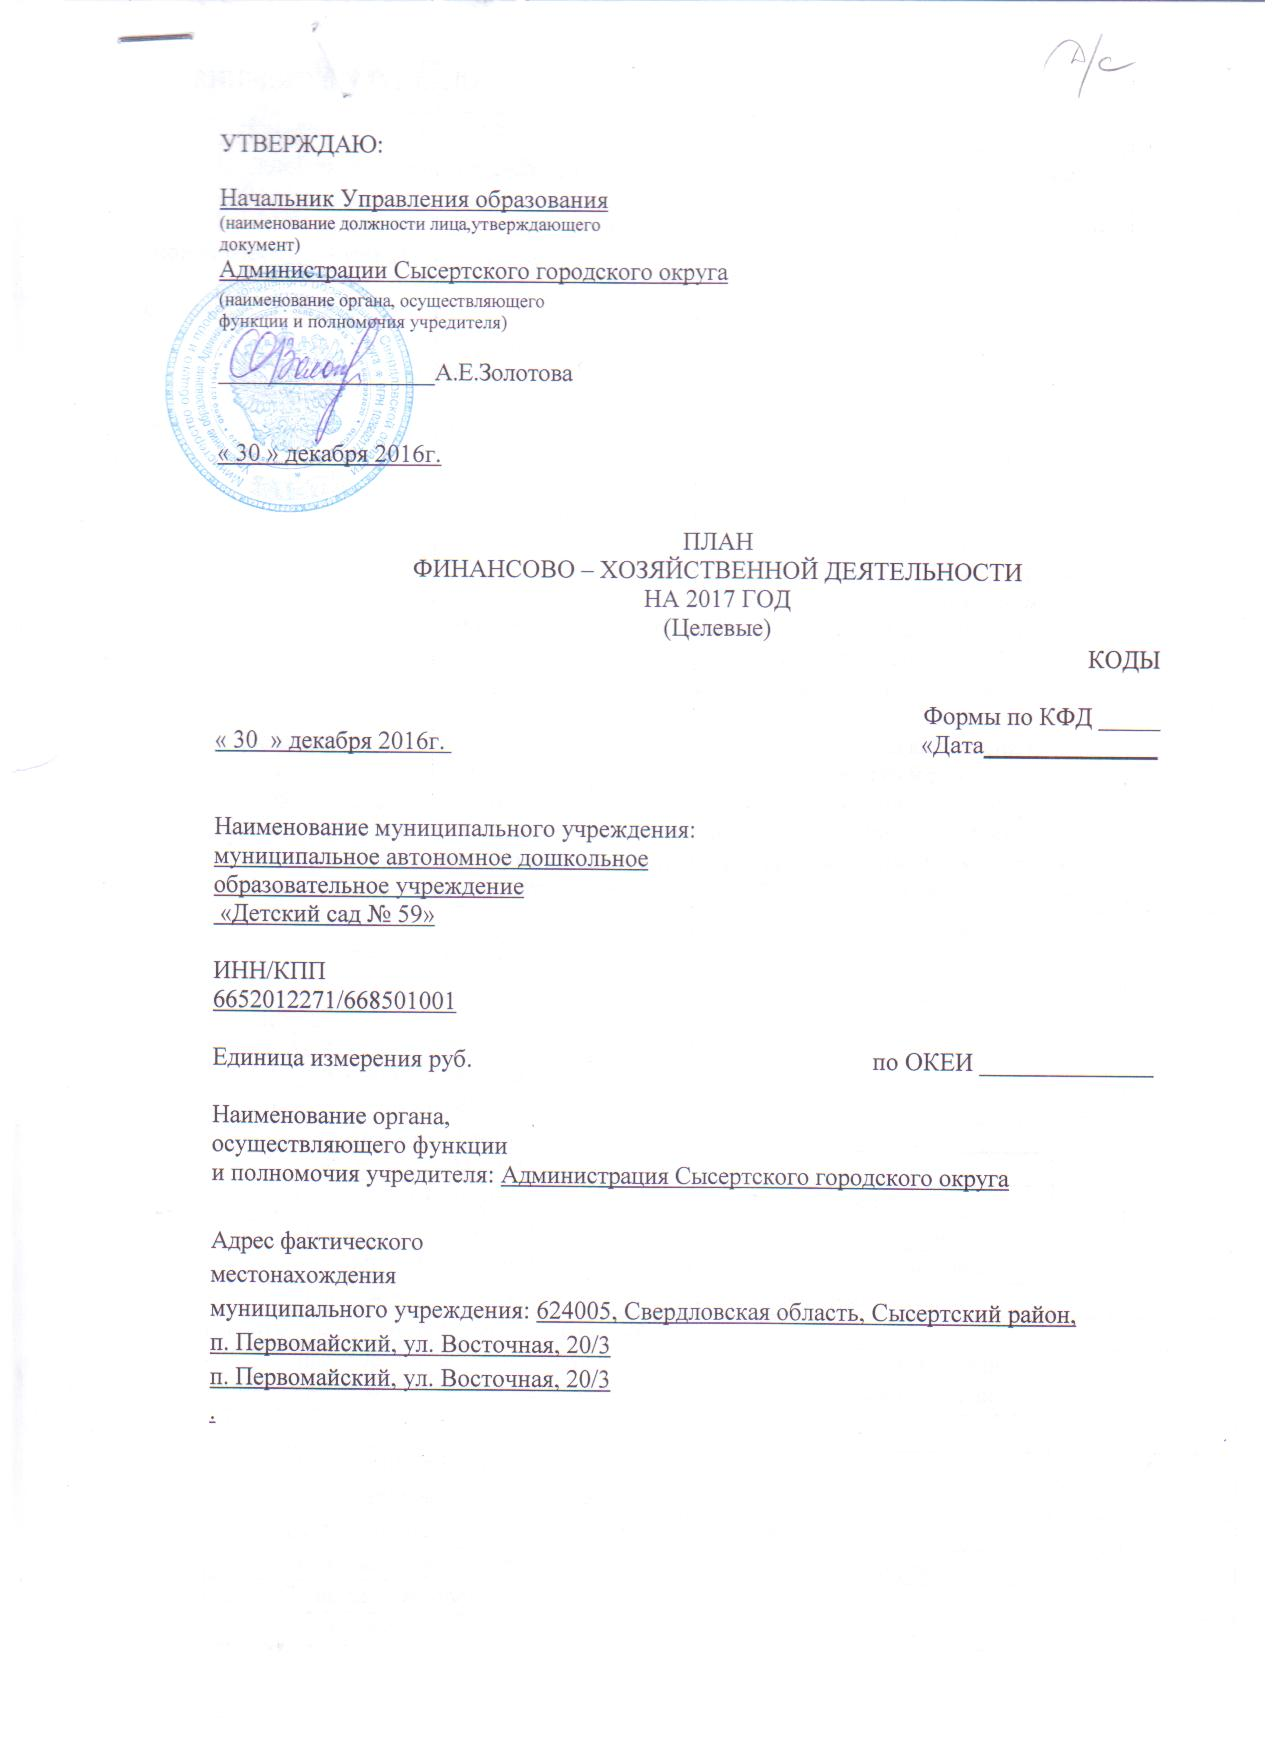 Д/С
УТВЕРЖДАЮ:
Начальник Управления образования
(наименование должности лица,утверждающего
документ)
Администрации Сысертского городского округа
(наименование органа, осуществляющего
функции и полномочия учредителя)
_________________А.Е.Золотова
« 30 » декабря 2016г.
ПЛАН
ФИНАНСОВО – ХОЗЯЙСТВЕННОЙ ДЕЯТЕЛЬНОСТИ
НА 2017 ГОД
(Целевые)
КОДЫ
Формы по КФД _____
« 30  » декабря 2016г.
«Дата______________
Наименование муниципального учреждения:
муниципальное автономное дошкольное
образовательное учреждение
«Детский сад № 59»
ИНН/КПП
6652012271/668501001
Единица измерения руб. по ОКЕИ ______________
Наименование органа,
осуществляющего функции
и полномочия учредителя: Администрация Сысертского городского округа
Адрес фактического
местонахождения
муниципального учреждения: 624005, Свердловская область, Сысертский район,
п. Первомайский, ул. Восточная, 20/3
п. Первомайский, ул. Восточная, 20/3
.